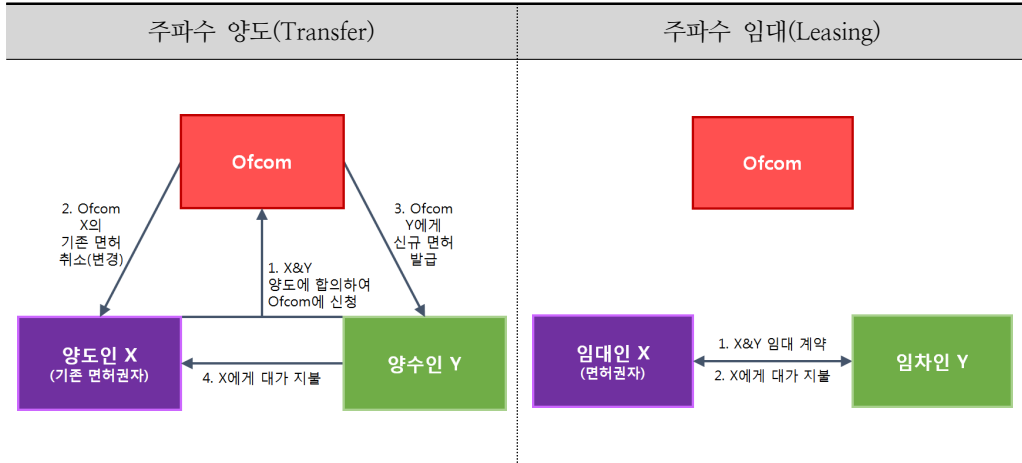 주파수 양도(Transfer)
주파수 임대(Leasing)
Ofcom
2. Ofcom
X의
기존 면허
취소(변경)
3. Ofcom
Y에게
신규 면허
발급
1. X&Y
양도에 합의하여
Ofcom에 신청
양도인 X
(기존 면허권자)
양수인 Y
4. X에게 대가 지불
Ofcom
임대인 X
(면허권자)
1. X&Y 임대 계약
2. X에게 대가 지불
임차인 Y